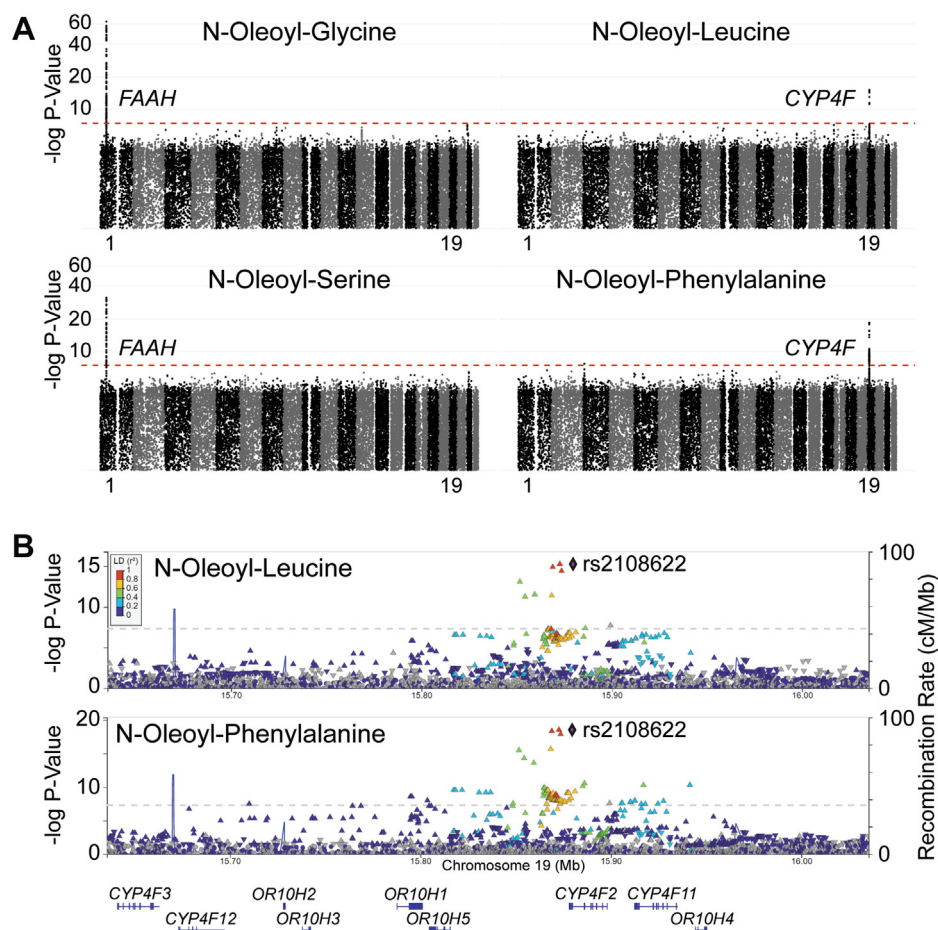 A
N-Oleoyl-Glycine
N-Oleoyl-Leucine
-log P-Value
60
40
20
10
FAAH
CYP4F
1
19
1
19
N-Oleoyl-Serine
N-Oleoyl-Phenylalanine
-log P-Value
60
40
20
10
FAAH
CYP4F
1
19
1
19
B
-log P-Value
15
10
0
LD (r²)
1
0.8
0.6
0.4
0.2
0
N-Oleoyl-Leucine
rs2108622
100
0
15.70
15.80
15.90
16.00
-log P-Value
20
10
0
N-Oleoyl-Phenylalanine
rs2108622
100
0
Recombination Rate (cM/Mb)
15.70
15.80
15.90
16.00
Chromosome 19 (Mb)
CYP4F3
OR10H2
OR10H1
CYP4F2
CYP4F11
CYP4F12
OR10H3
OR10H5
OR10H4